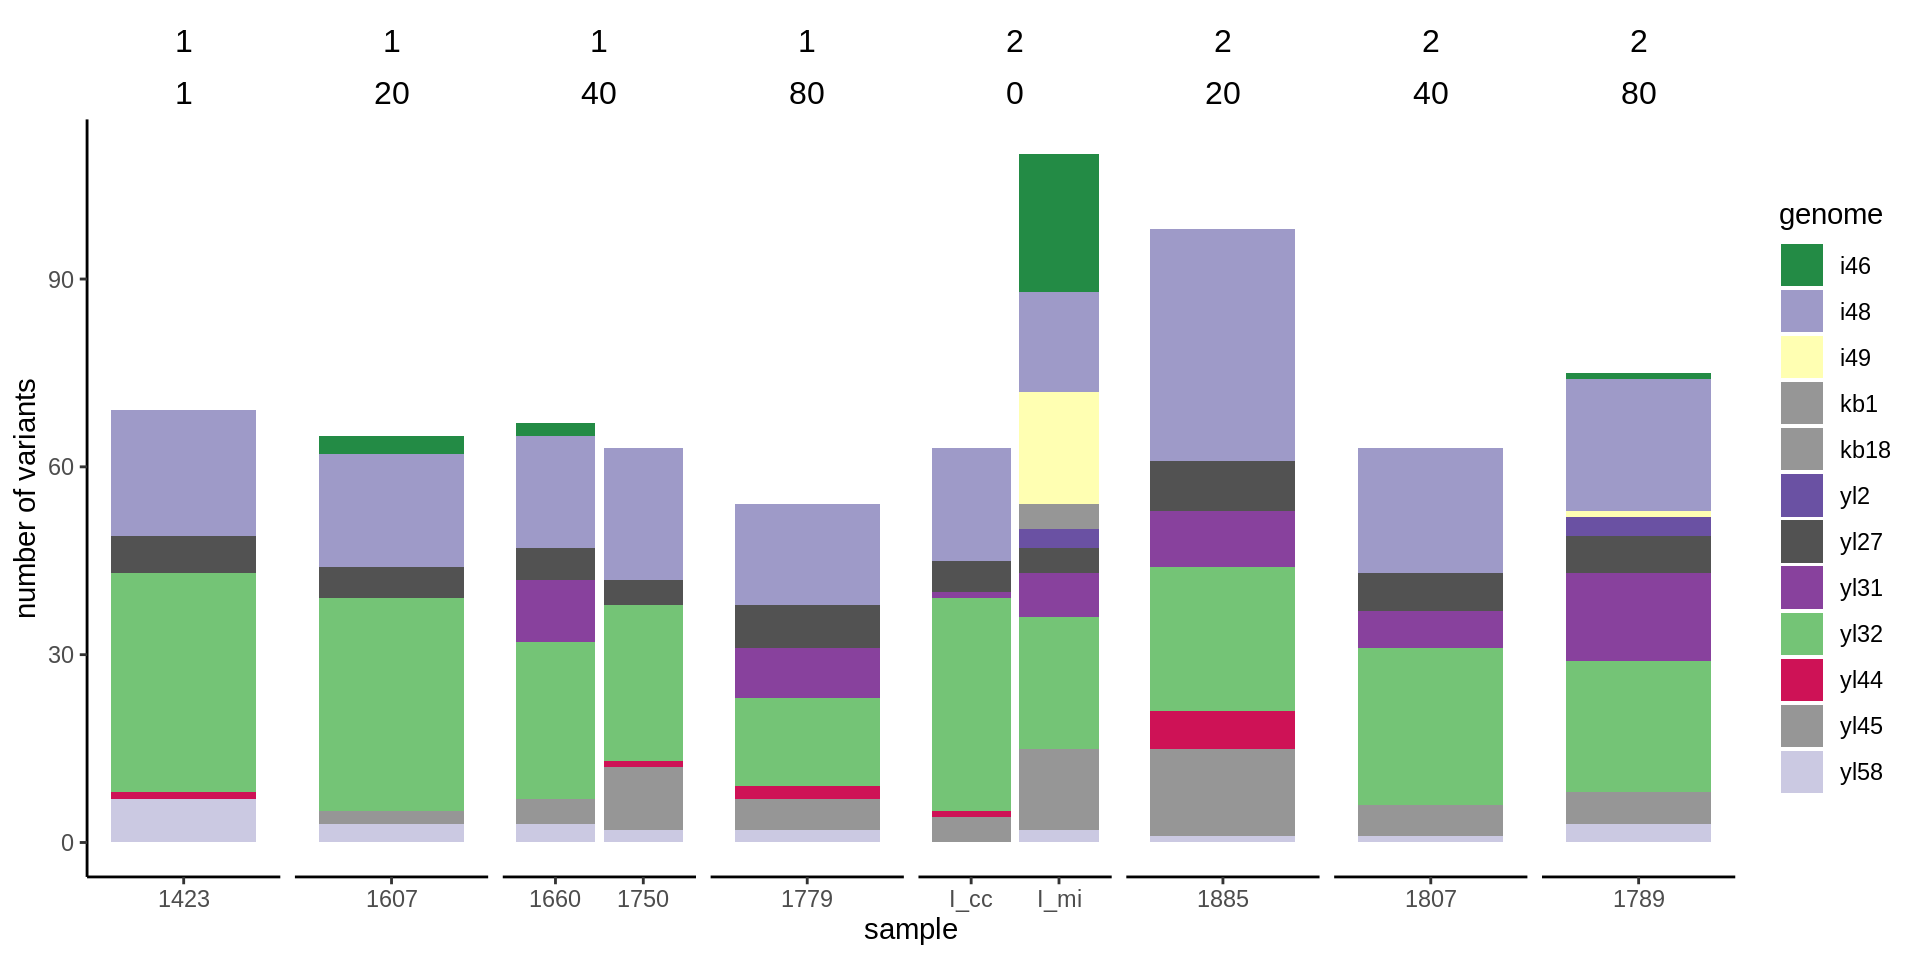 1 1 1 1 2 2 2 2
1 20 40 80 0 20 40 80
number of variants
90
60
30
0
1423 1607 1660 1750 1779 I_cc I_mi 1885 1807 1789
sample
genome
i46
i48
i49
kb1
kb18
yl2
yl27
yl31
yl32
yl44
yl45
yl58